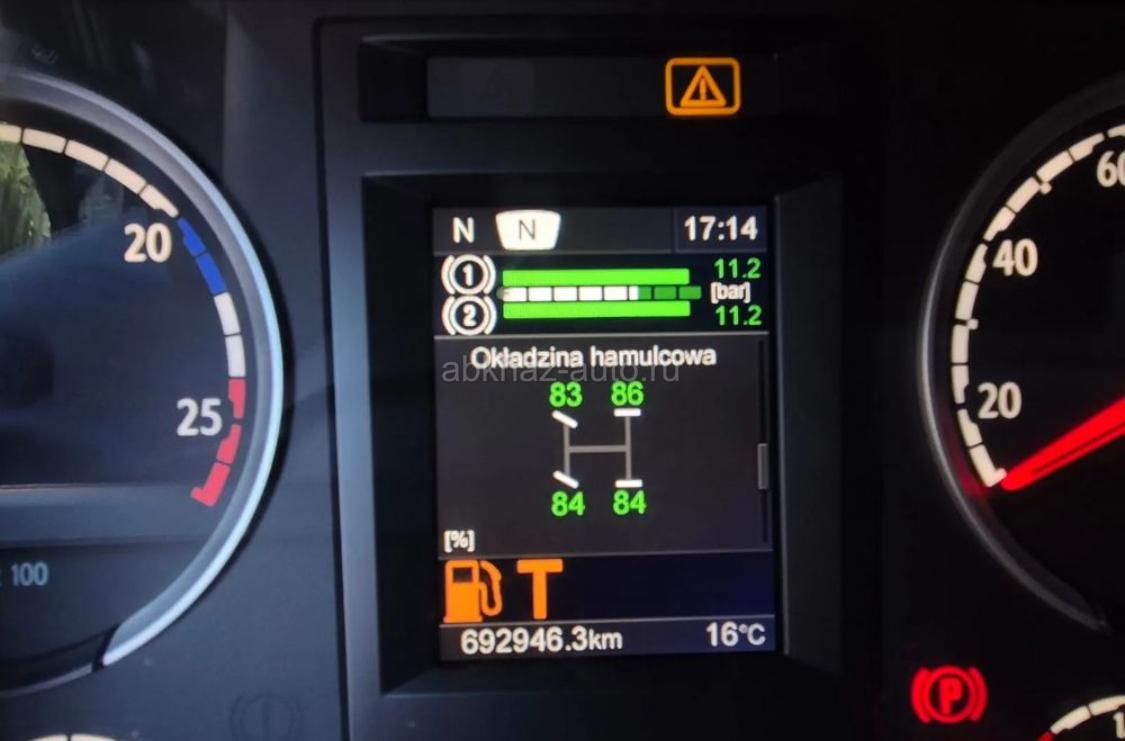 N N 17:14
1 11.2
[bar]
2 11.2
Okładzina hamulcowa
abkhaz-auto.ru
83 86
84 84
[%]
T
692946.3km 16°C
20
25
100
60
40
20
P